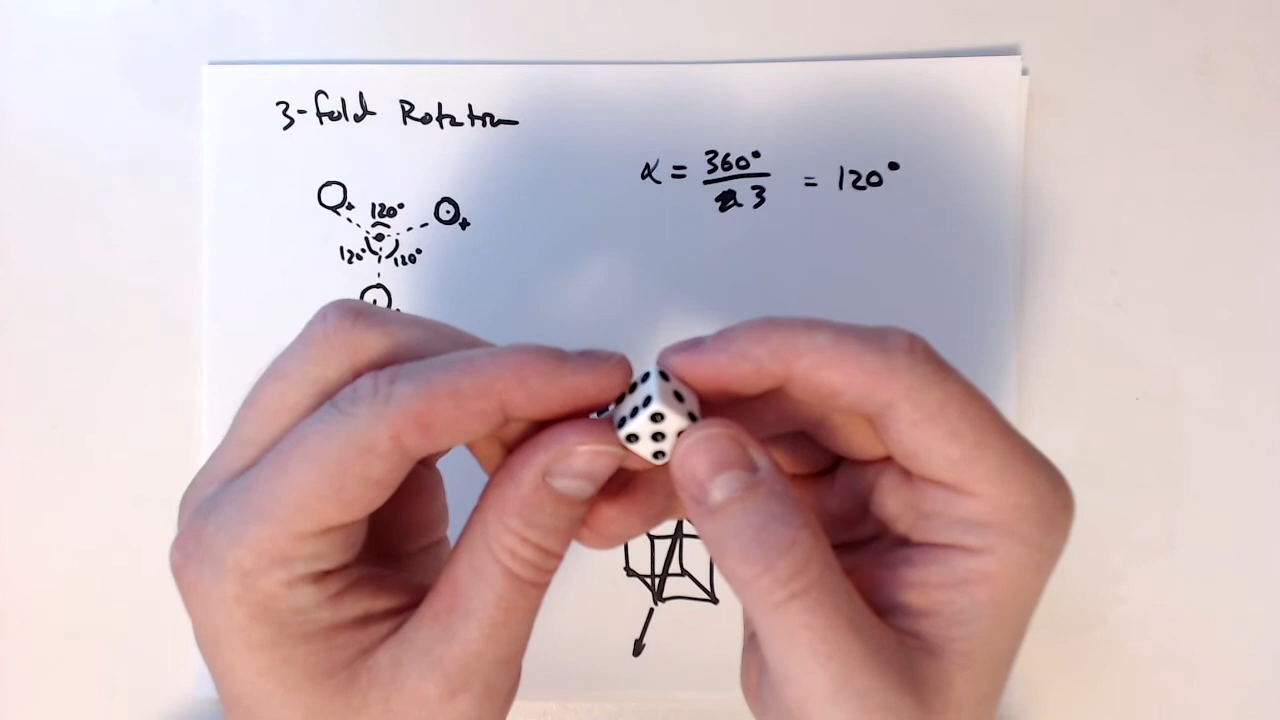 3-fold Rotation
α = 360° / 3 = 120°
120°
120° 120°